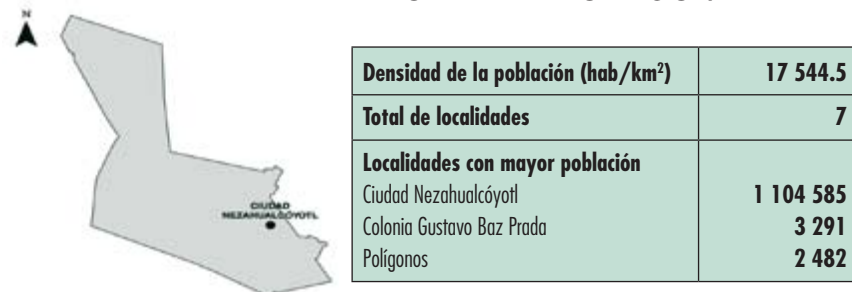 N
CIUDAD
NEZAHUALCÓYOTL
Densidad de la población (hab/km²) 17 544.5
Total de localidades 7
Localidades con mayor población
Ciudad Nezahualcóyotl 1 104 585
Colonia Gustavo Baz Prada 3 291
Polígonos 2 482